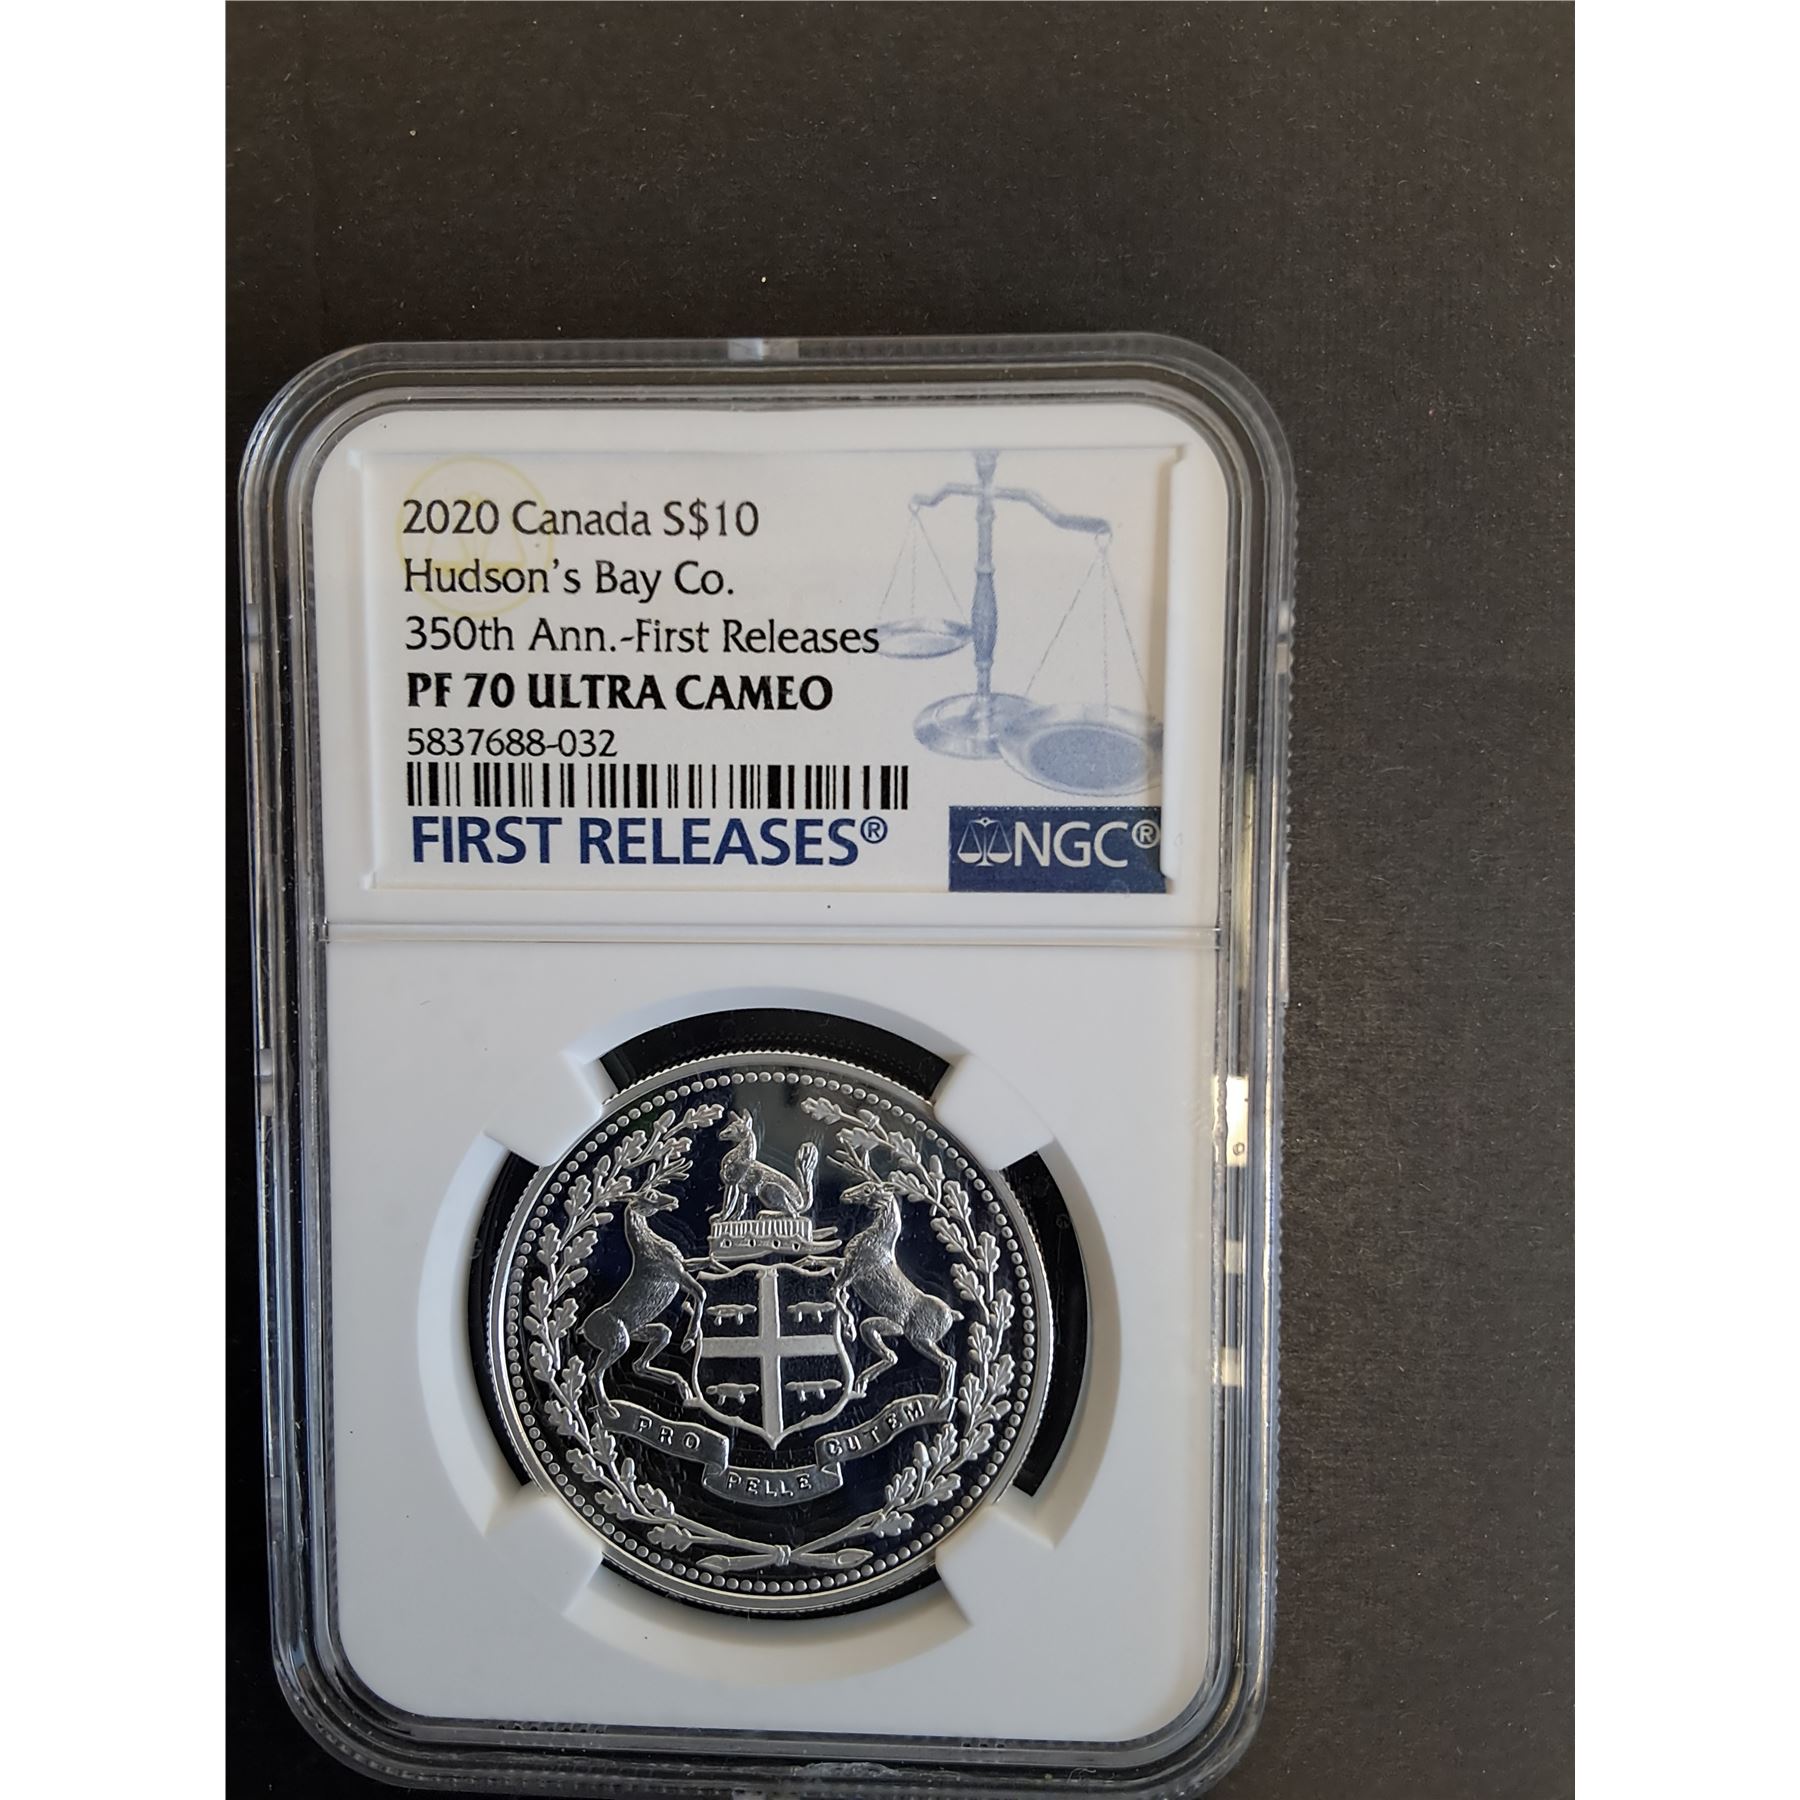 2020 Canada S$10
Hudson's Bay Co.
350th Ann.-First Releases
PF 70 ULTRA CAMEO
5837688-032
FIRST RELEASES®
NGC®
PRO
PELLE
CUTEM